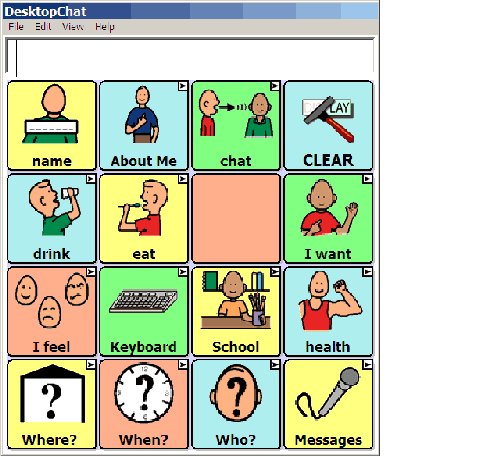 DesktopChat
File Edit View Help
name About Me chat CLEAR
LAY
drink eat I want
I feel Keyboard School health
Where? When? Who? Messages
? ? ?